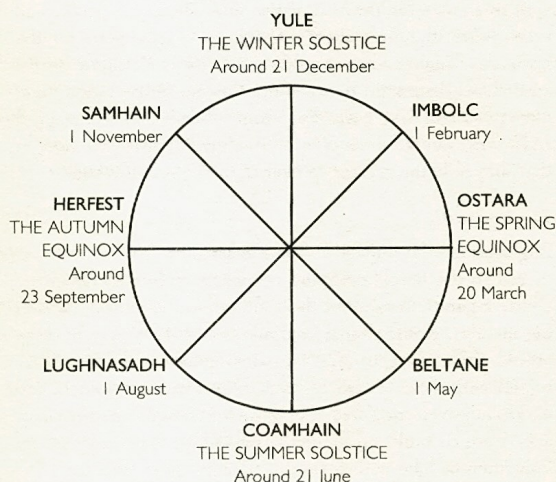 YULE
THE WINTER SOLSTICE
Around 21 December
SAMHAIN
1 November
IMBOLC
1 February
HERFEST
THE AUTUMN
EQUINOX
Around
23 September
OSTARA
THE SPRING
EQUINOX
Around
20 March
LUGHNASADH
1 August
BELTANE
1 May
COAMHAIN
THE SUMMER SOLSTICE
Around 21 June